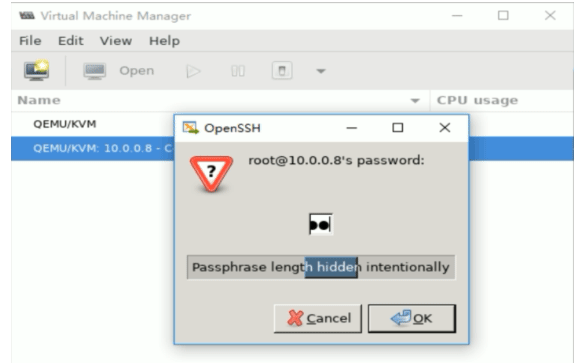 Virtual Machine Manager
File Edit View Help
Open
Name CPU usage
QEMU/KVM
QEMU/KVM: 10.0.0.8 - C
OpenSSH
root@10.0.0.8's password:
Passphrase length hidden intentionally
Cancel OK